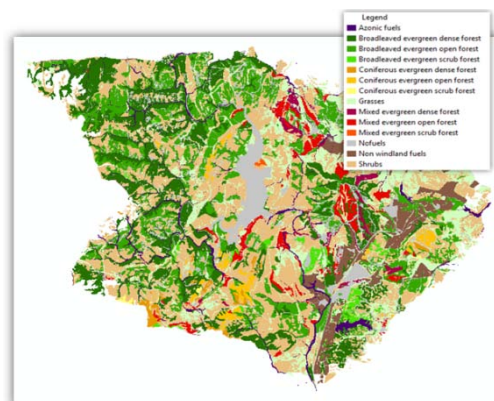 Legend
Azonic fuels
Broadleaved evergreen dense forest
Broadleaved evergreen open forest
Broadleaved evergreen scrub forest
Coniferous evergreen dense forest
Coniferous evergreen open forest
Coniferous evergreen scrub forest
Grasses
Mixed evergreen dense forest
Mixed evergreen open forest
Mixed evergreen scrub forest
Nofuels
Non windland fuels
Shrubs